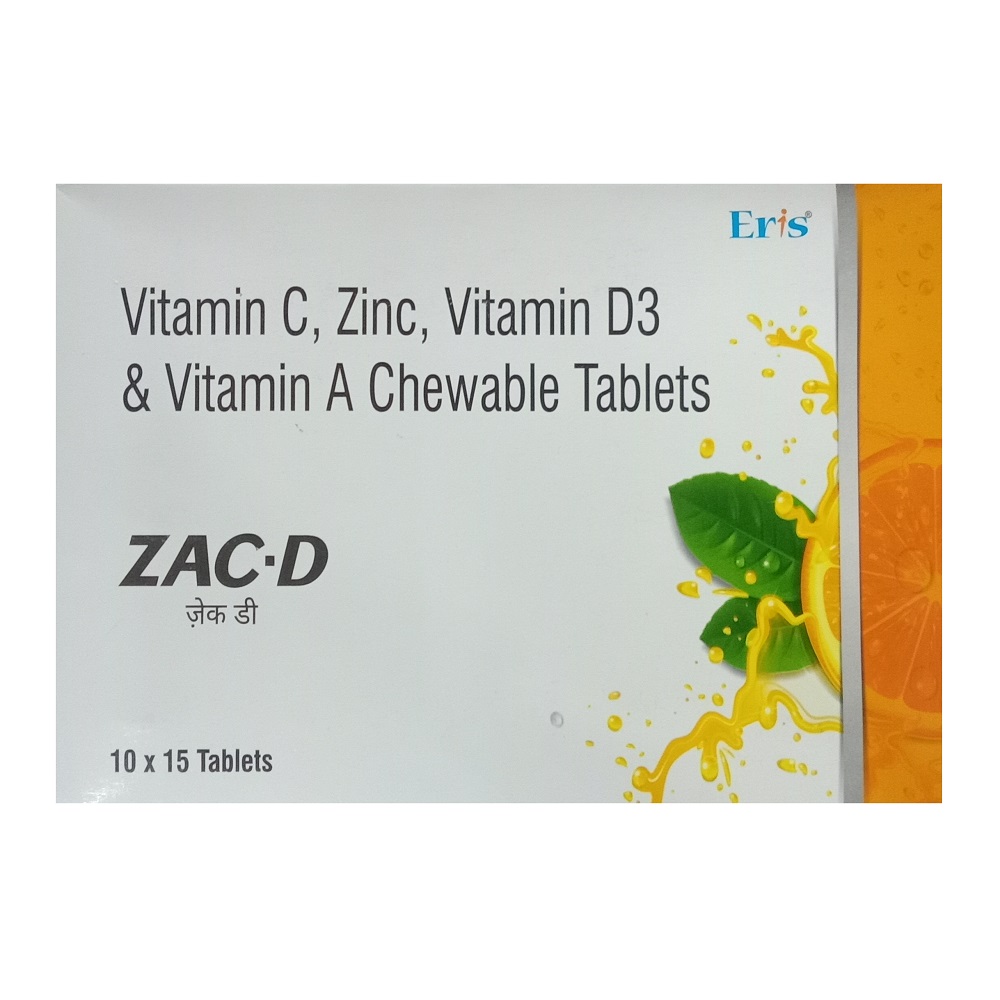 Eris®
Vitamin C, Zinc, Vitamin D3
& Vitamin A Chewable Tablets
ZAC·D
ज़ेक डी
10 x 15 Tablets